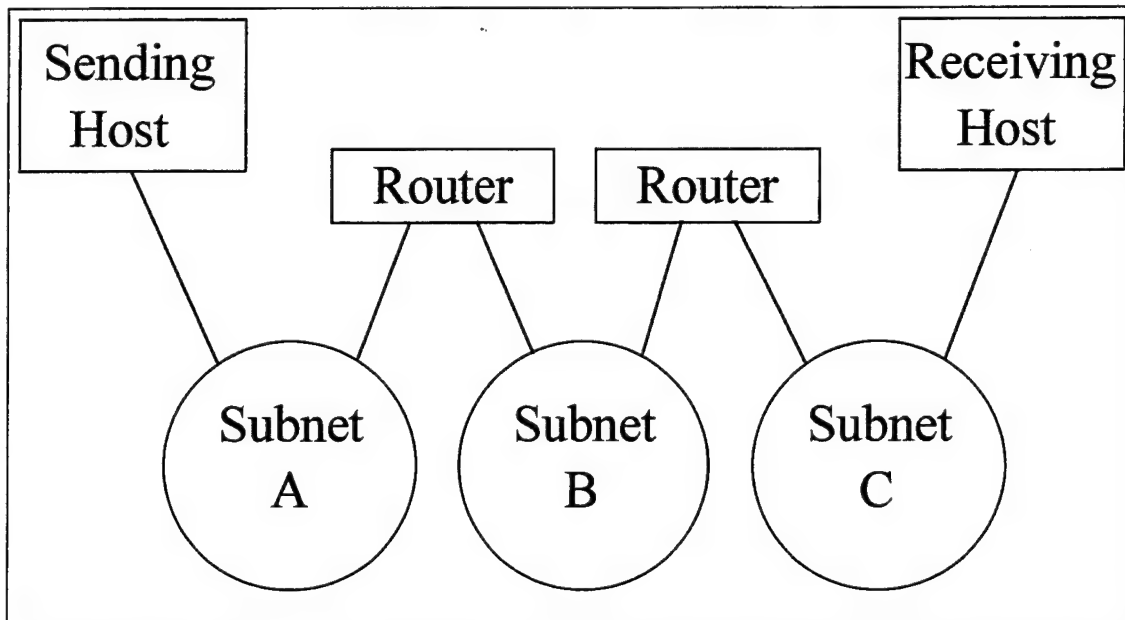 Sending
Host
Receiving
Host
Router
Router
Subnet
A
Subnet
B
Subnet
C